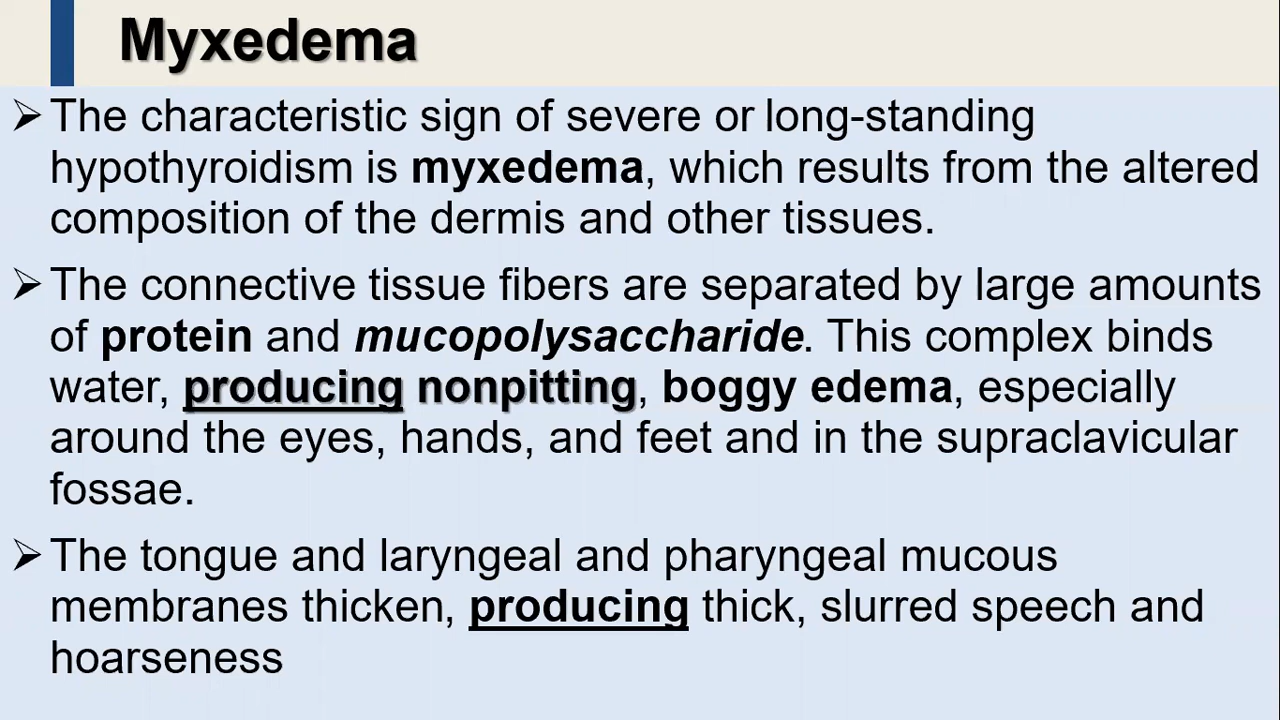 Myxedema
➢ The characteristic sign of severe or long-standing
hypothyroidism is myxedema, which results from the altered
composition of the dermis and other tissues.
➢ The connective tissue fibers are separated by large amounts
of protein and mucopolysaccharide. This complex binds
water, producing nonpitting, boggy edema, especially
around the eyes, hands, and feet and in the supraclavicular
fossae.
➢ The tongue and laryngeal and pharyngeal mucous
membranes thicken, producing thick, slurred speech and
hoarseness